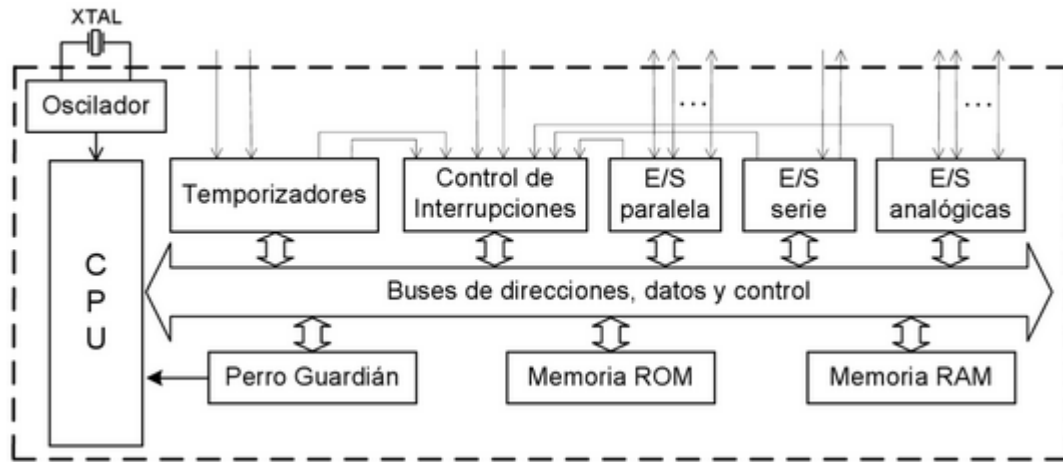 XTAL
Oscilador
CPU
Temporizadores
Control de
Interrupciones
E/S
paralela
E/S
serie
E/S
analógicas
Buses de direcciones, datos y control
Perro Guardián
Memoria ROM
Memoria RAM